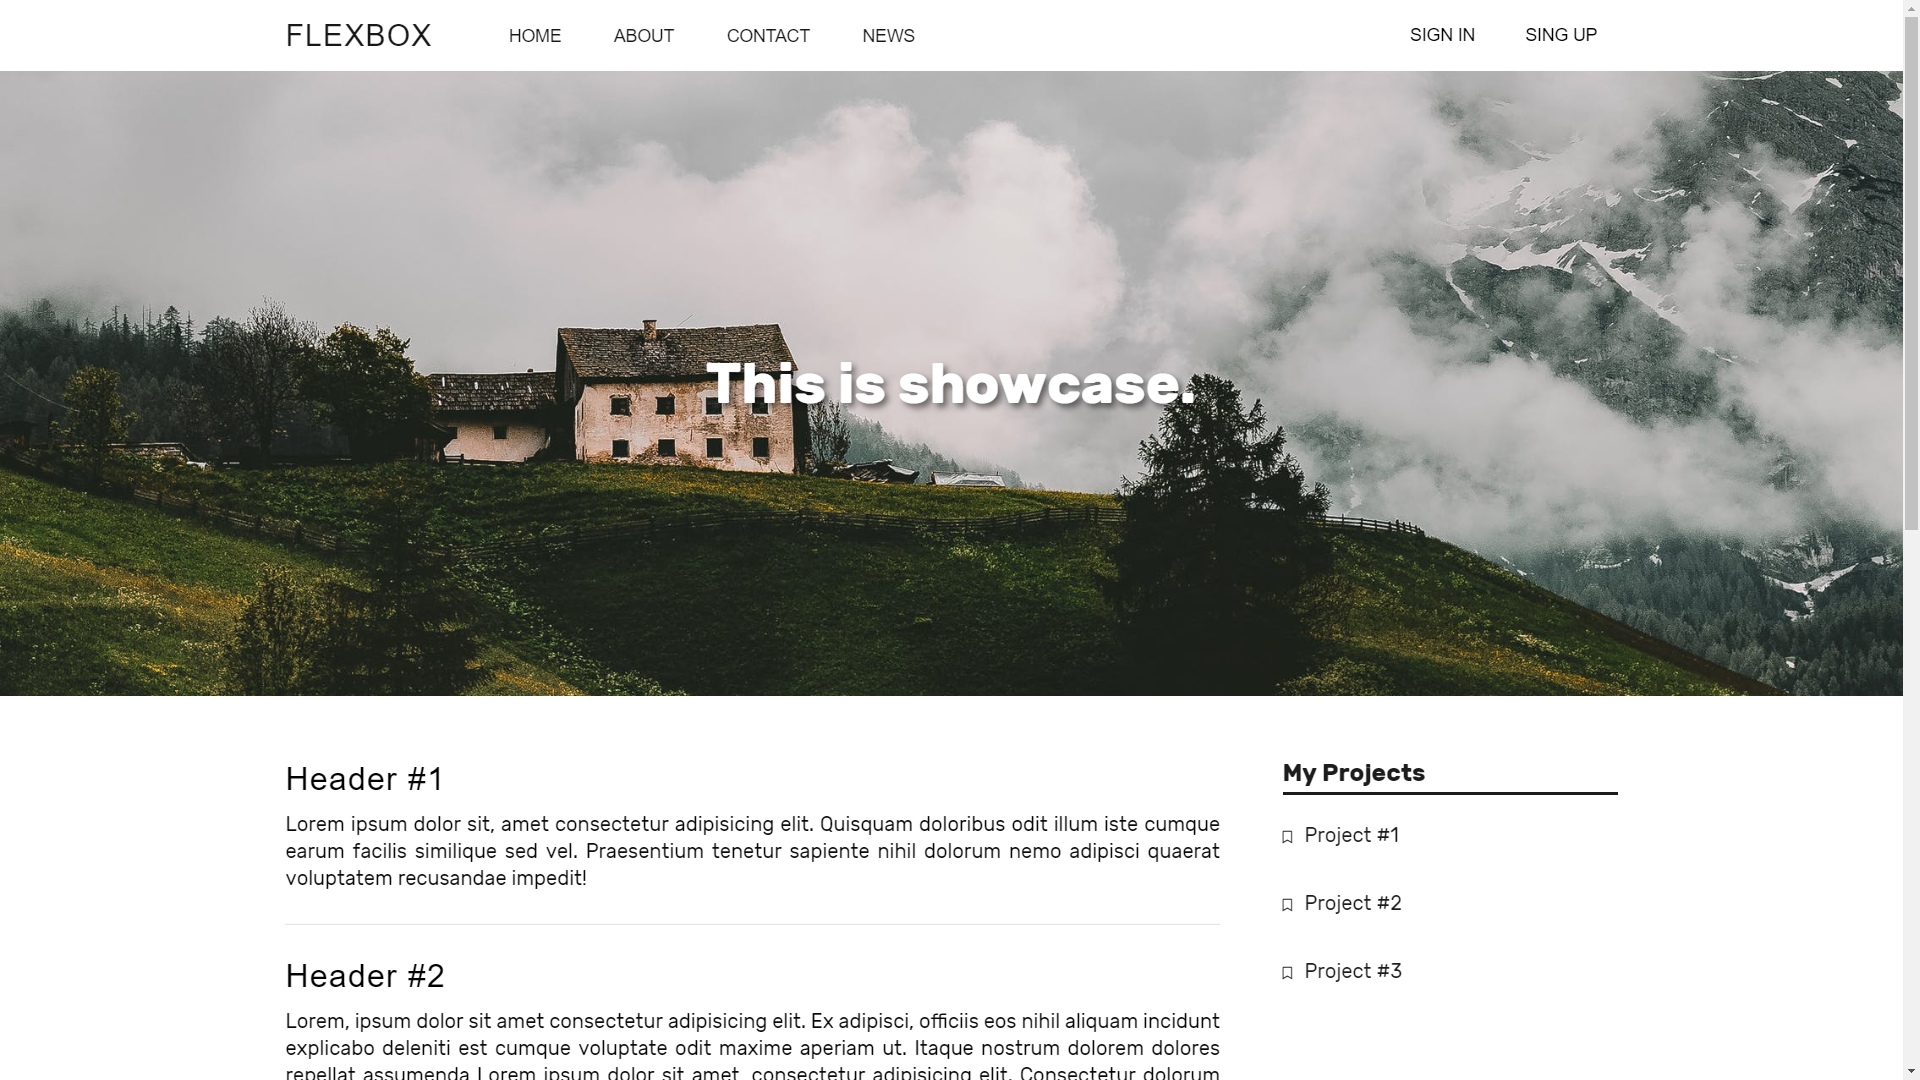 FLEXBOX HOME ABOUT CONTACT NEWS SIGN IN SING UP
This is showcase.
Header #1
Lorem ipsum dolor sit, amet consectetur adipisicing elit. Quisquam doloribus odit illum iste cumque
earum facilis similique sed vel. Praesentium tenetur sapiente nihil dolorum nemo adipisci quaerat
voluptatem recusandae impedit!
Header #2
Lorem, ipsum dolor sit amet consectetur adipisicing elit. Ex adipisci, officiis eos nihil aliquam incidunt
explicabo deleniti est cumque voluptate odit maxime aperiam ut. Itaque nostrum dolorem dolores
repellat assumenda Lorem ipsum dolor sit amet, consectetur adipisicing elit. Consectetur dolorum
My Projects
Project #1
Project #2
Project #3